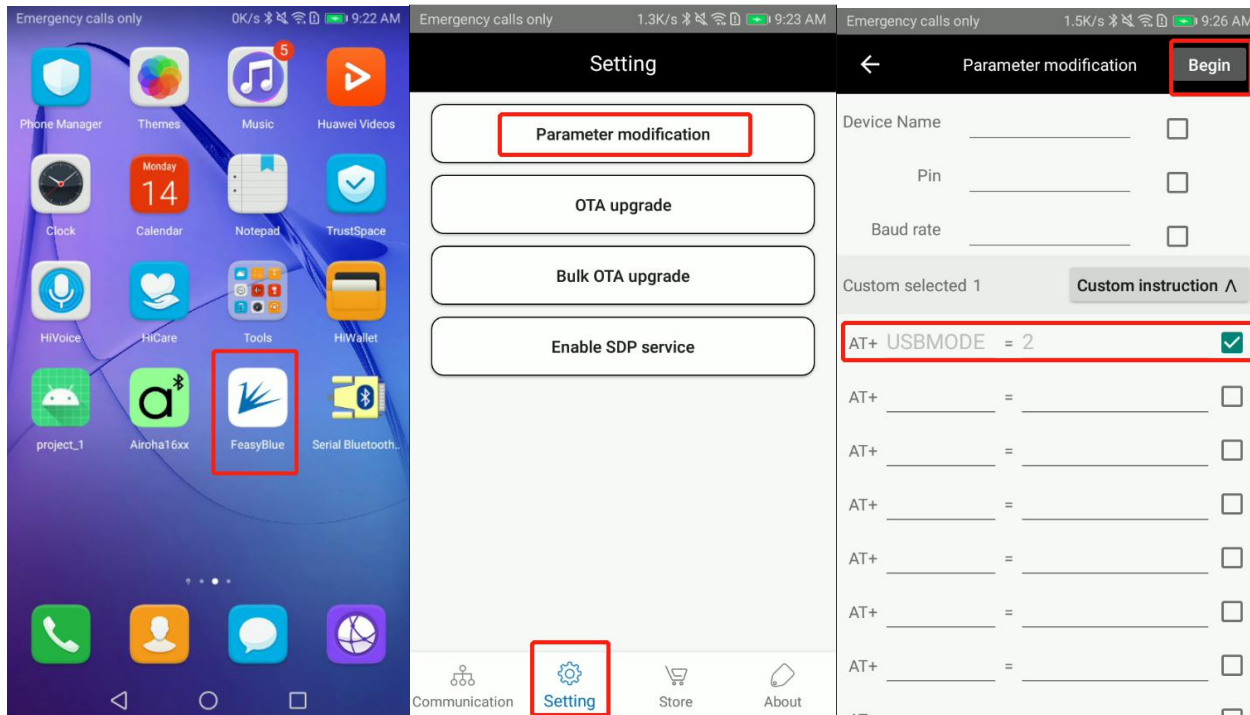 Emergency calls only 0K/s 9:22 AM
5
Phone Manager Themes Music Huawei Videos
Monday
14
Clock Calendar Notepad TrustSpace
HiVoice HiCare Tools HiWallet
a
project_1 Airoha16xx FeasyBlue Serial Bluetooth..
Emergency calls only 1.3K/s 9:23 AM
Setting
Parameter modification
OTA upgrade
Bulk OTA upgrade
Enable SDP service
Communication Setting Store About
Emergency calls only 1.5K/s 9:26 AM
Parameter modification Begin
Device Name
Pin
Baud rate
Custom selected 1 Custom instruction Λ
AT+ USBMODE = 2
AT+ =
AT+ =
AT+ =
AT+ =
AT+ =
AT+ =